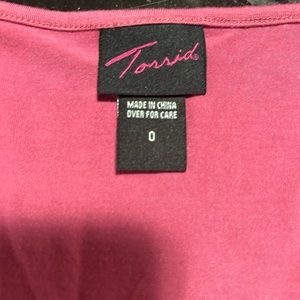 Torrid
MADE IN CHINA
OVER FOR CARE
0